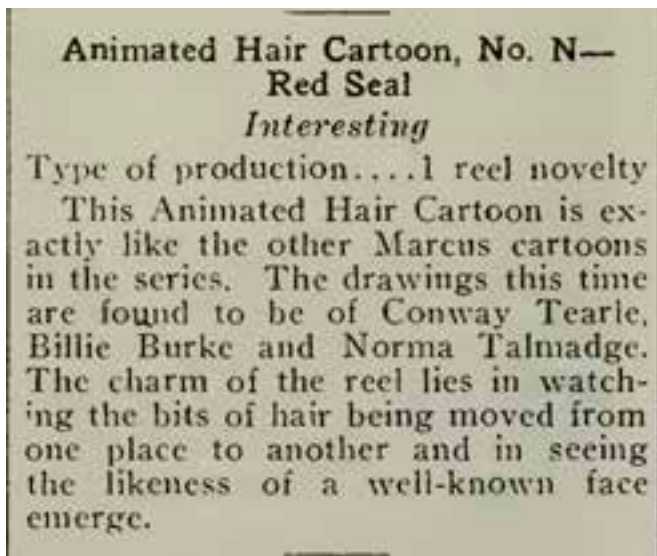 Animated Hair Cartoon, No. N—
Red Seal
Interesting
Type of production....1 reel novelty
This Animated Hair Cartoon is ex-
actly like the other Marcus cartoons
in the series. The drawings this time
are found to be of Conway Tearle,
Billie Burke and Norma Talmadge.
The charm of the reel lies in watch-
ing the bits of hair being moved from
one place to another and in seeing
the likeness of a well-known face
emerge.